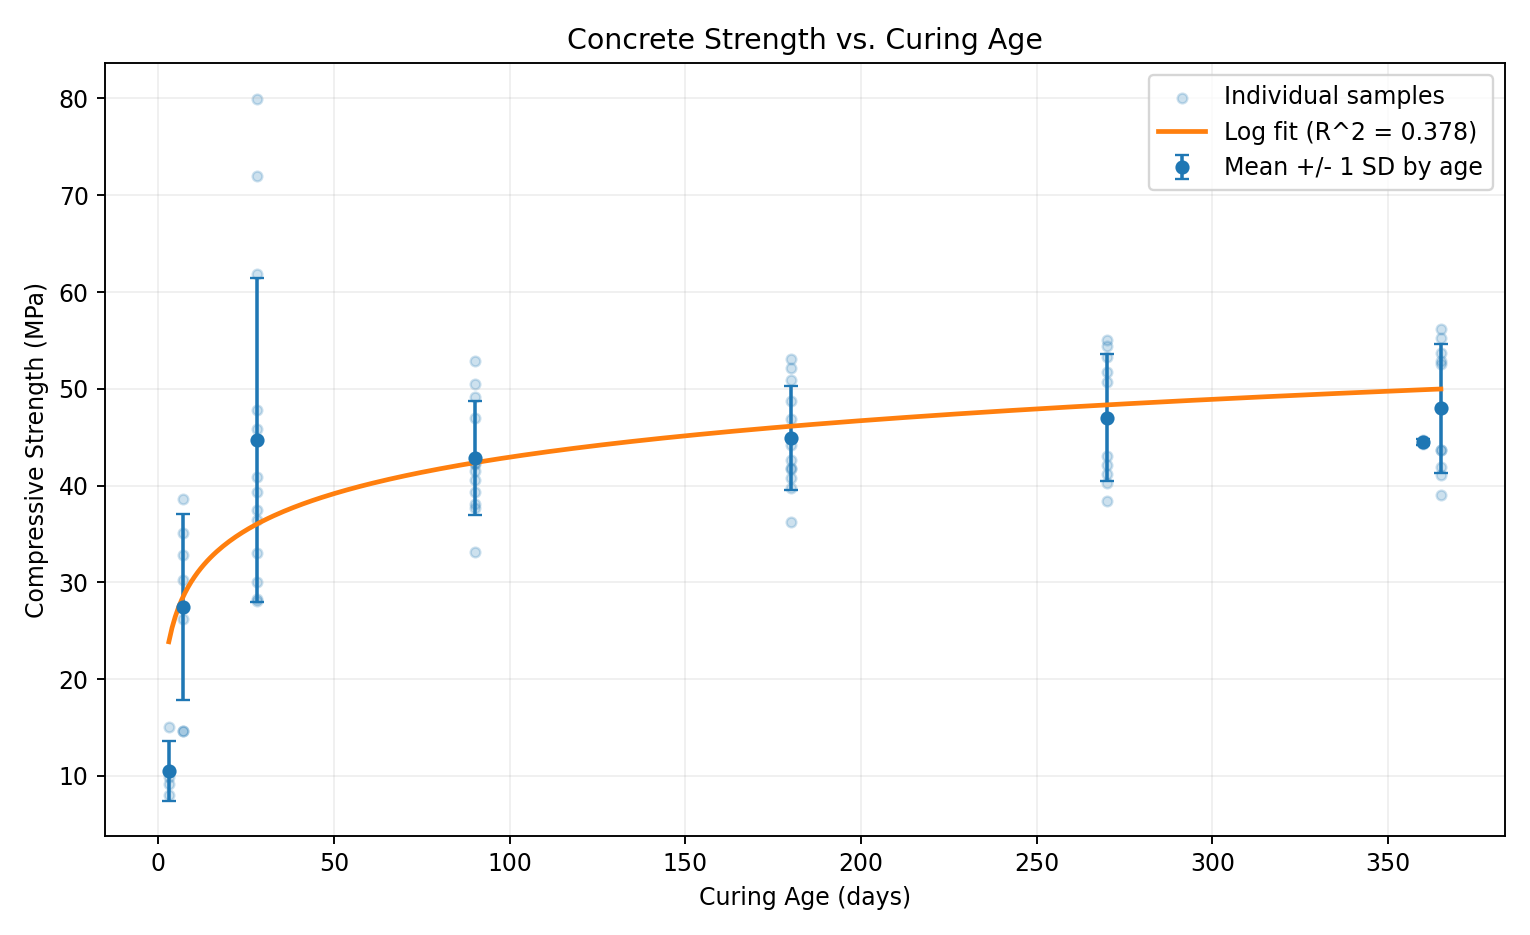 Concrete Strength vs. Curing Age
Individual samples
Log fit (R^2 = 0.378)
Mean +/- 1 SD by age
Compressive Strength (MPa)
80
70
60
50
40
30
20
10
0
50
100
150
200
250
300
350
Curing Age (days)